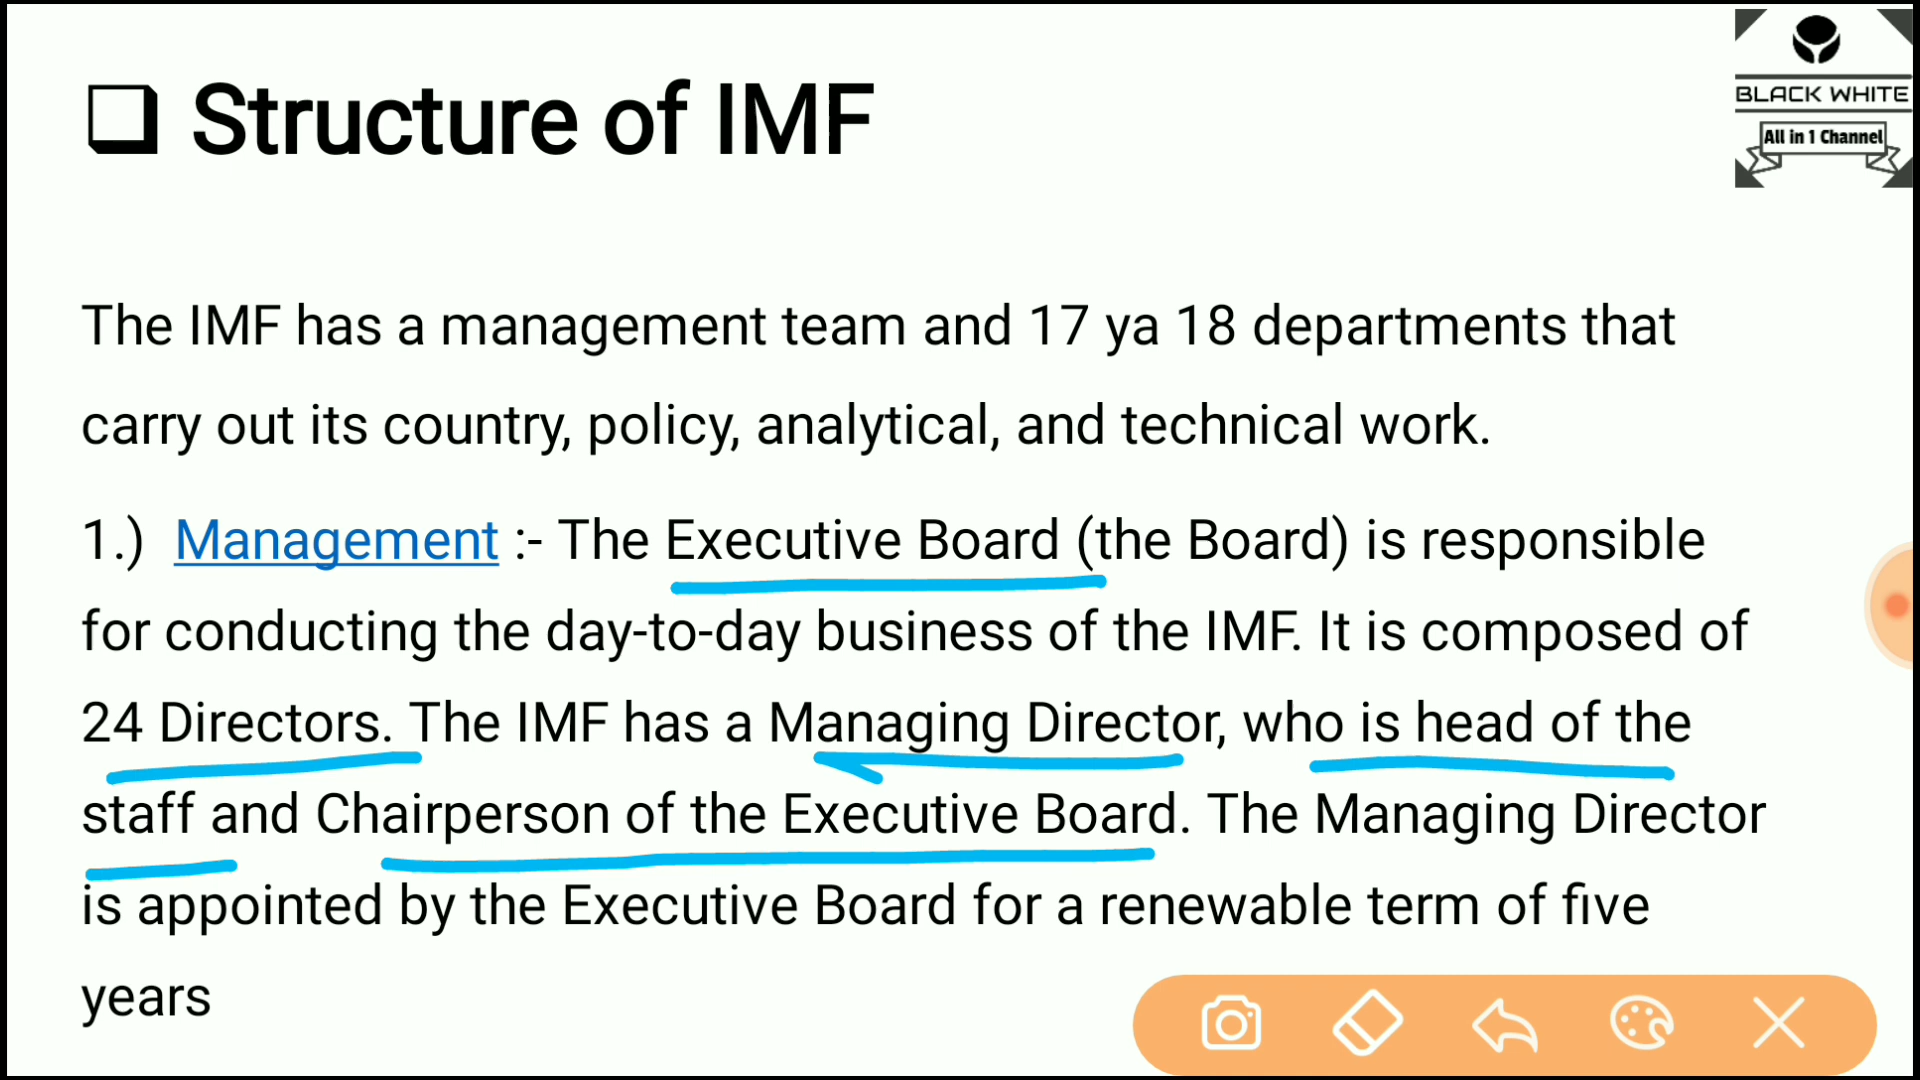 Structure of IMF
BLACK WHITE
All in 1 Channel
The IMF has a management team and 17 ya 18 departments that
carry out its country, policy, analytical, and technical work.
1.) Management :- The Executive Board (the Board) is responsible
for conducting the day-to-day business of the IMF. It is composed of
24 Directors. The IMF has a Managing Director, who is head of the
staff and Chairperson of the Executive Board. The Managing Director
is appointed by the Executive Board for a renewable term of five
years